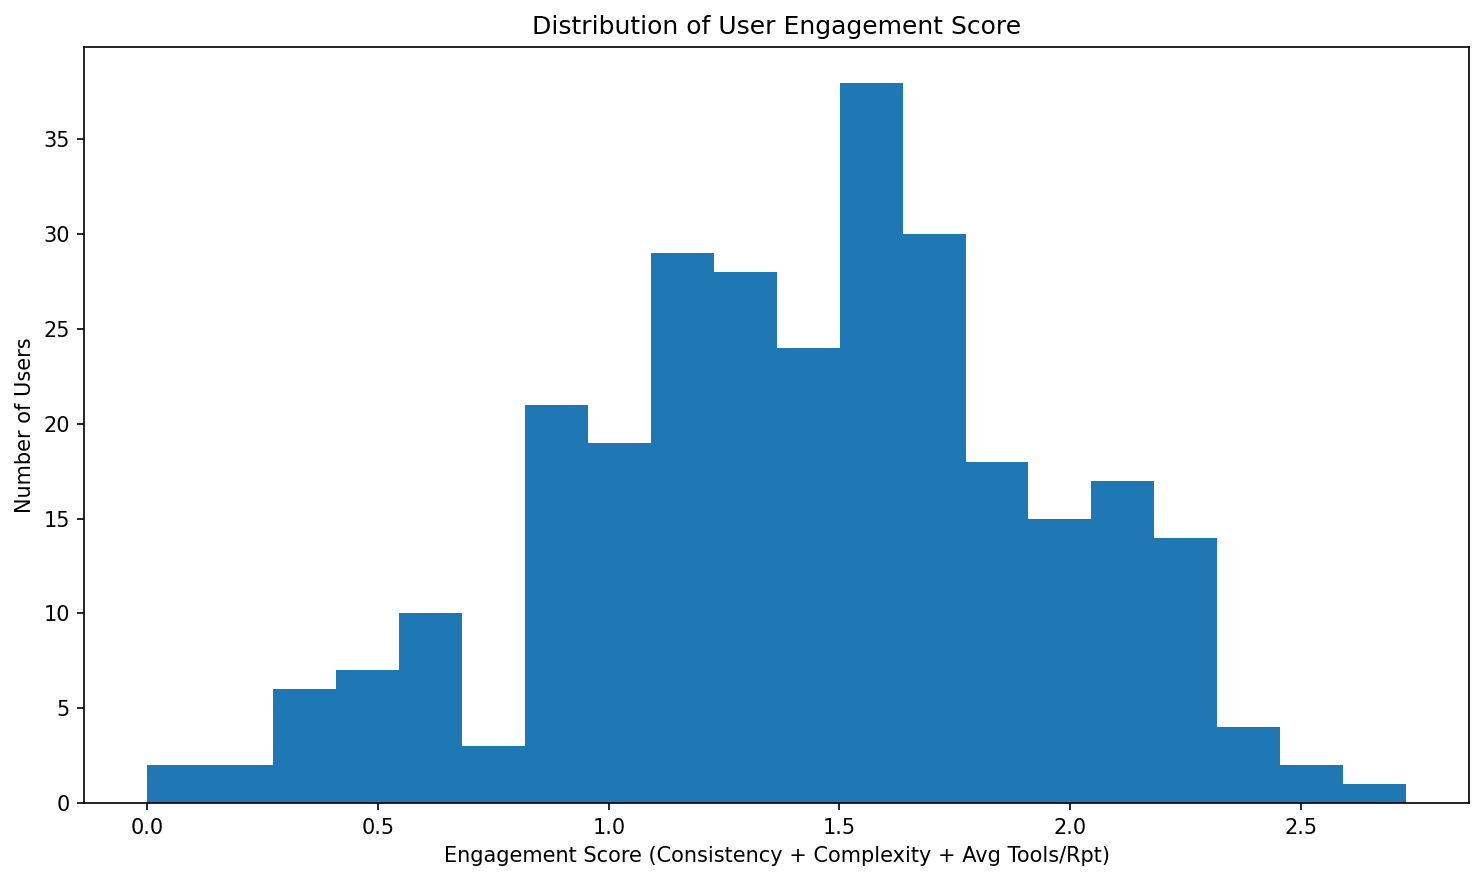 Distribution of User Engagement Score
Number of Users
35
30
25
20
15
10
5
0
0.0 0.5 1.0 1.5 2.0 2.5
Engagement Score (Consistency + Complexity + Avg Tools/Rpt)